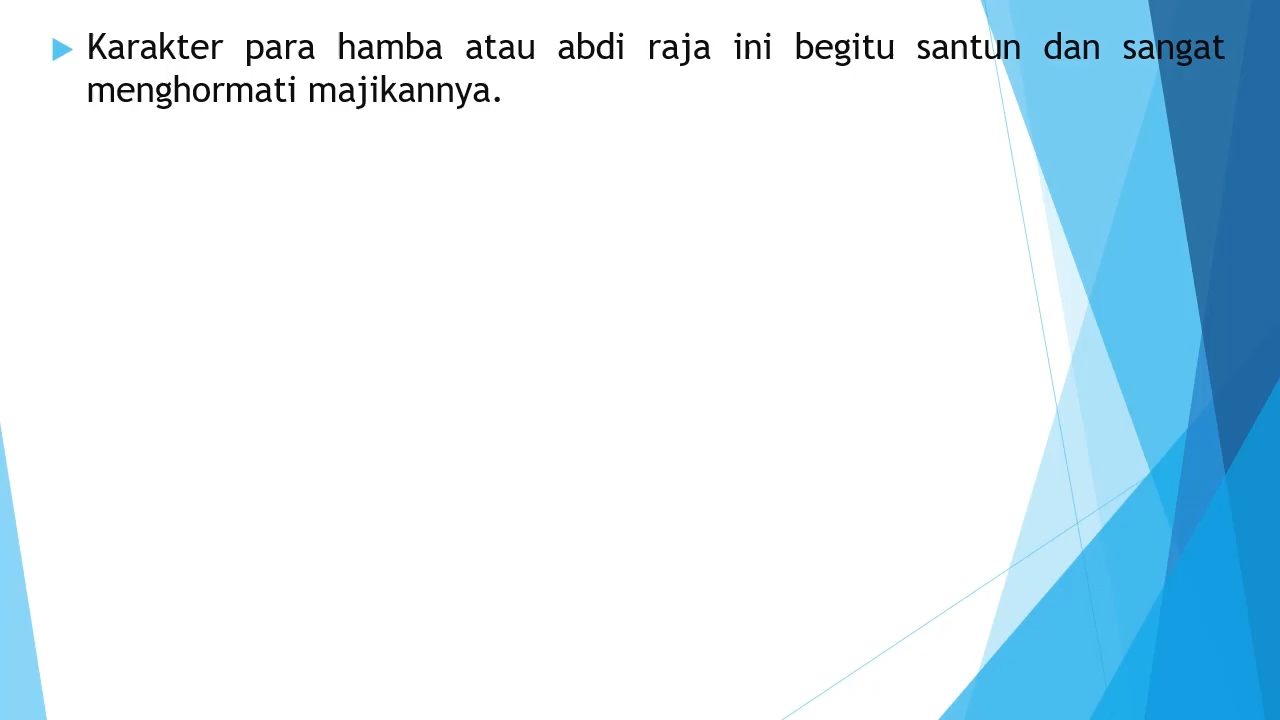 Karakter para hamba atau abdi raja ini begitu santun dan sangat
menghormati majikannya.